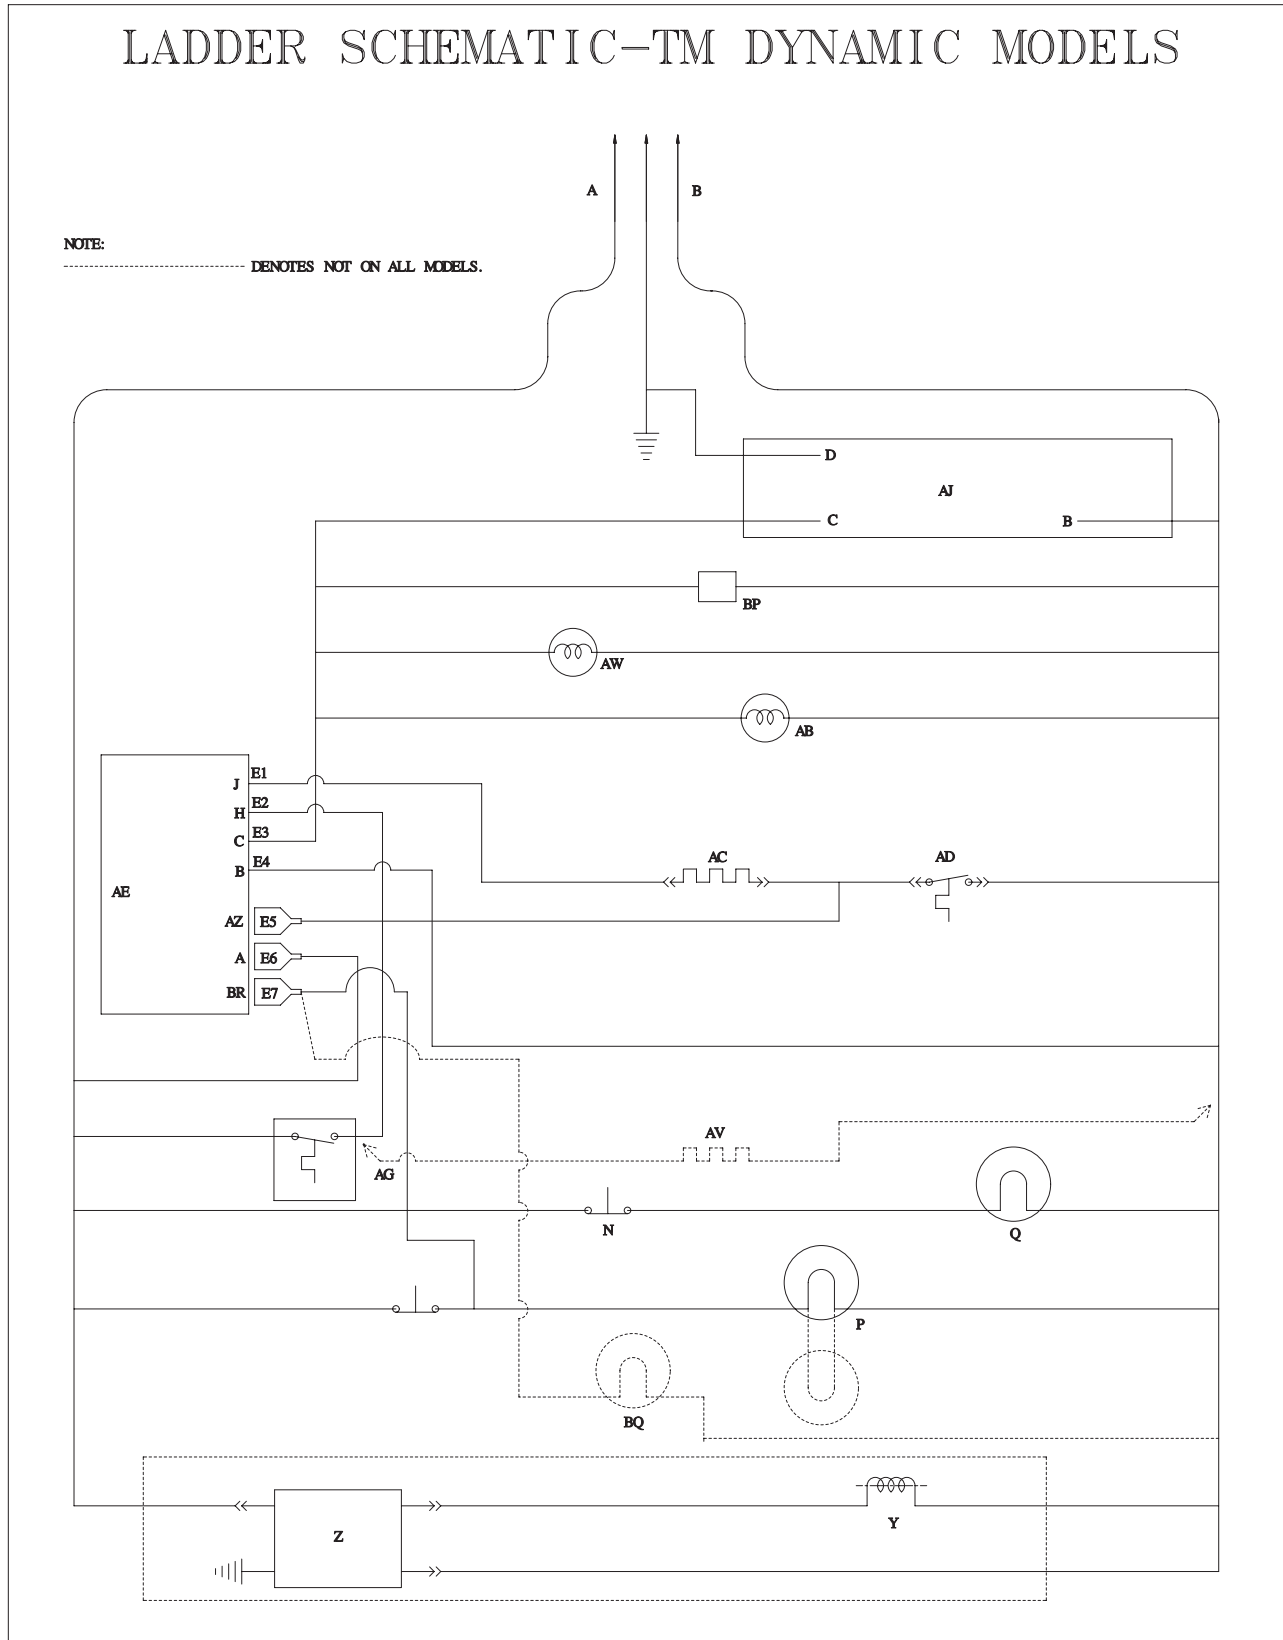 LADDER SCHEMATIC-TM DYNAMIC MODELS
A
B
NOTE:
DENOTES NOT ON ALL MODELS.
D
AJ
C
B
BP
AW
AB
E1
J
E2
H
E3
C
E4
B
AC
AD
AE
AZ
E5
A
E6
BR
E7
AV
AG
N
Q
P
BQ
Z
Y